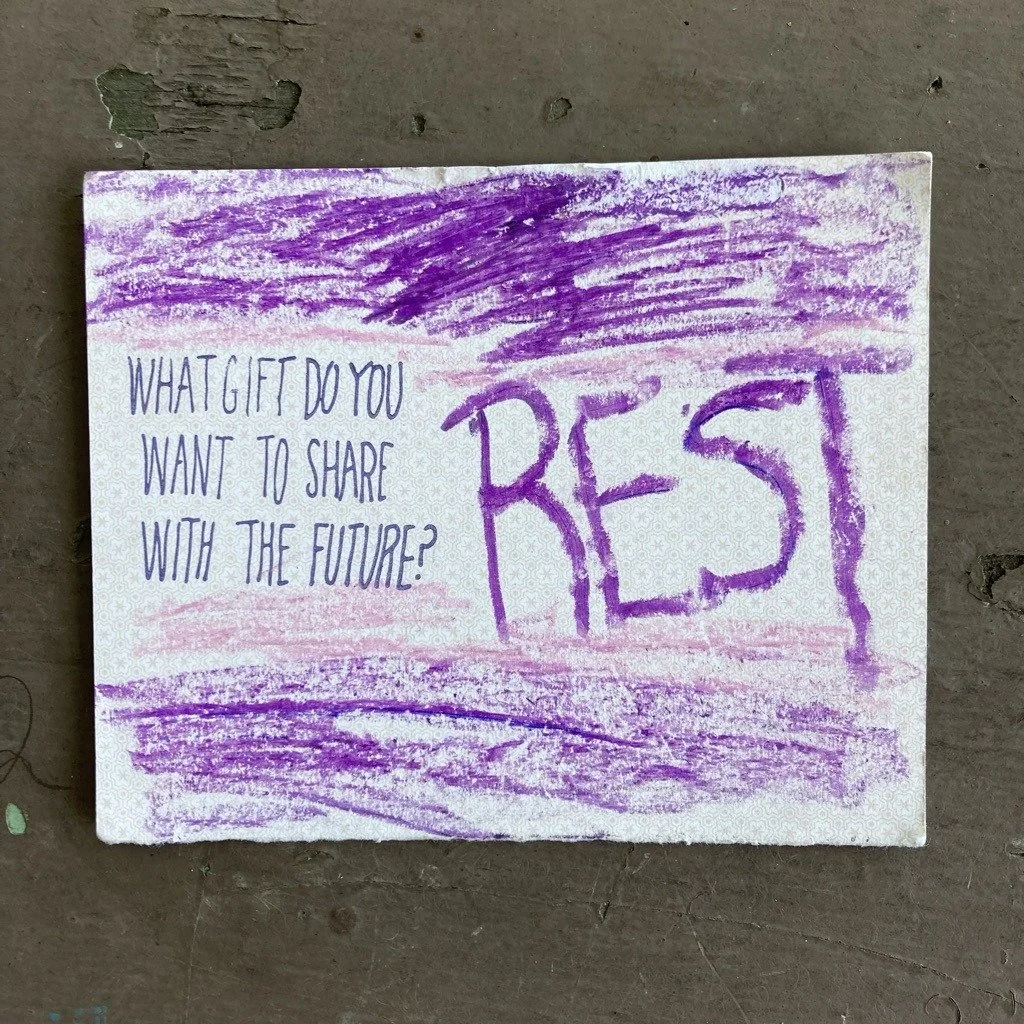 WHAT GIFT DO YOU
WANT TO SHARE
WITH THE FUTURE?
REST